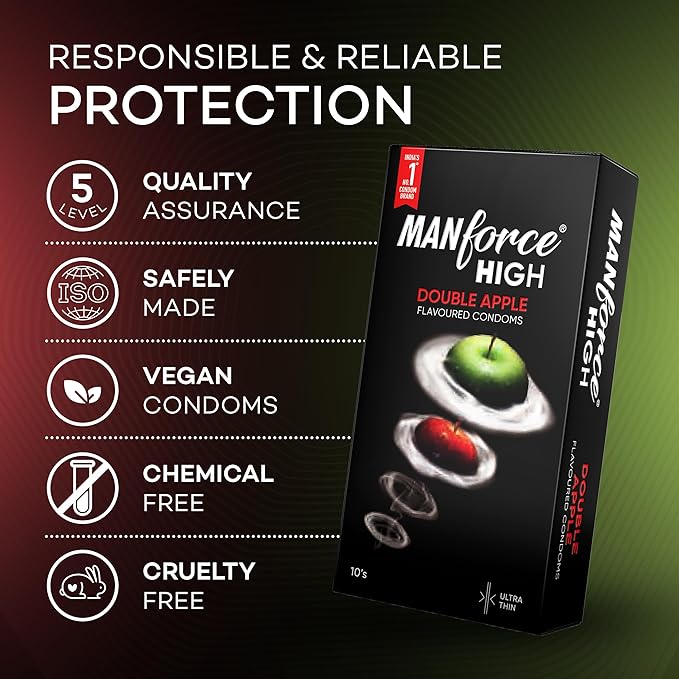 RESPONSIBLE & RELIABLE
PROTECTION
5
LEVEL
QUALITY
ASSURANCE
ISO
SAFELY
MADE
VEGAN
CONDOMS
CHEMICAL
FREE
CRUELTY
FREE
INDIA'S
NO.1*
CONDOM
BRAND
MANforce®
HIGH
DOUBLE APPLE
FLAVOURED CONDOMS
10's
ULTRA
THIN
MANforce®
HIGH
DOUBLE
APPLE
FLAVOURED CONDOMS